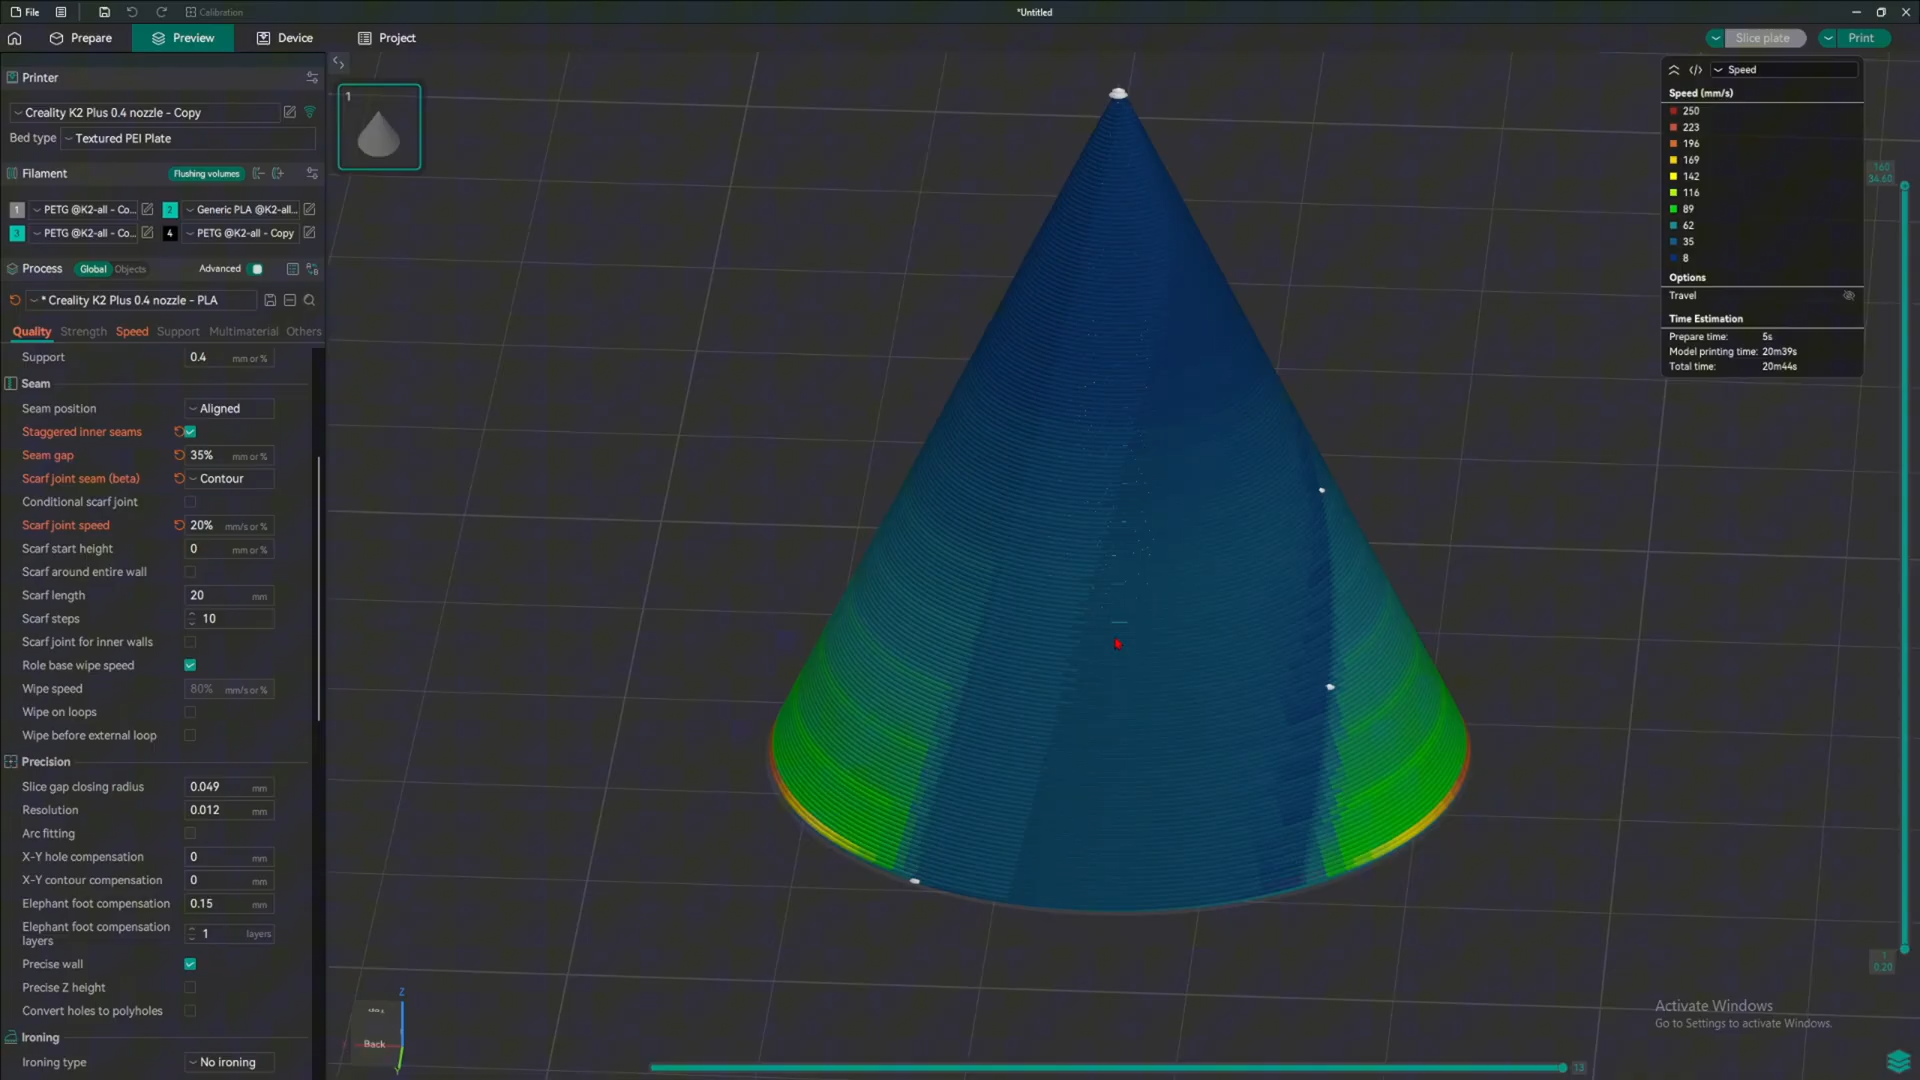 File
Calibration
*Untitled
Prepare
Preview
Device
Project
Slice plate
Print
Printer
Creality K2 Plus 0.4 nozzle - Copy
Bed type
Textured PEI Plate
Filament
Flushing volumes
1
PETG @K2-all - Co...
2
Generic PLA @K2-all...
3
PETG @K2-all - Co...
4
PETG @K2-all - Copy
Process
Global
Objects
Advanced
* Creality K2 Plus 0.4 nozzle - PLA
Quality
Strength
Speed
Support
Multimaterial
Others
Support
0.4
mm or %
Seam
Seam position
Aligned
Staggered inner seams
Seam gap
35%
mm or %
Scarf joint seam (beta)
Contour
Conditional scarf joint
Scarf joint speed
20%
mm/s or %
Scarf start height
0
mm or %
Scarf around entire wall
Scarf length
20
mm
Scarf steps
10
Scarf joint for inner walls
Role base wipe speed
Wipe speed
80%
mm/s or %
Wipe on loops
Wipe before external loop
Precision
Slice gap closing radius
0.049
mm
Resolution
0.012
mm
Arc fitting
X-Y hole compensation
0
mm
X-Y contour compensation
0
mm
Elephant foot compensation
0.15
mm
Elephant foot compensation
layers
1
layers
Precise wall
Precise Z height
Convert holes to polyholes
Ironing
Ironing type
No ironing
1
Speed
Speed (mm/s)
250
223
196
169
142
116
89
62
35
8
Options
Travel
Time Estimation
Prepare time: 5s
Model printing time: 20m39s
Total time: 20m44s
160
34.60
1
0.20
Z
Top
Back
Y
13
Activate Windows
Go to Settings to activate Windows.